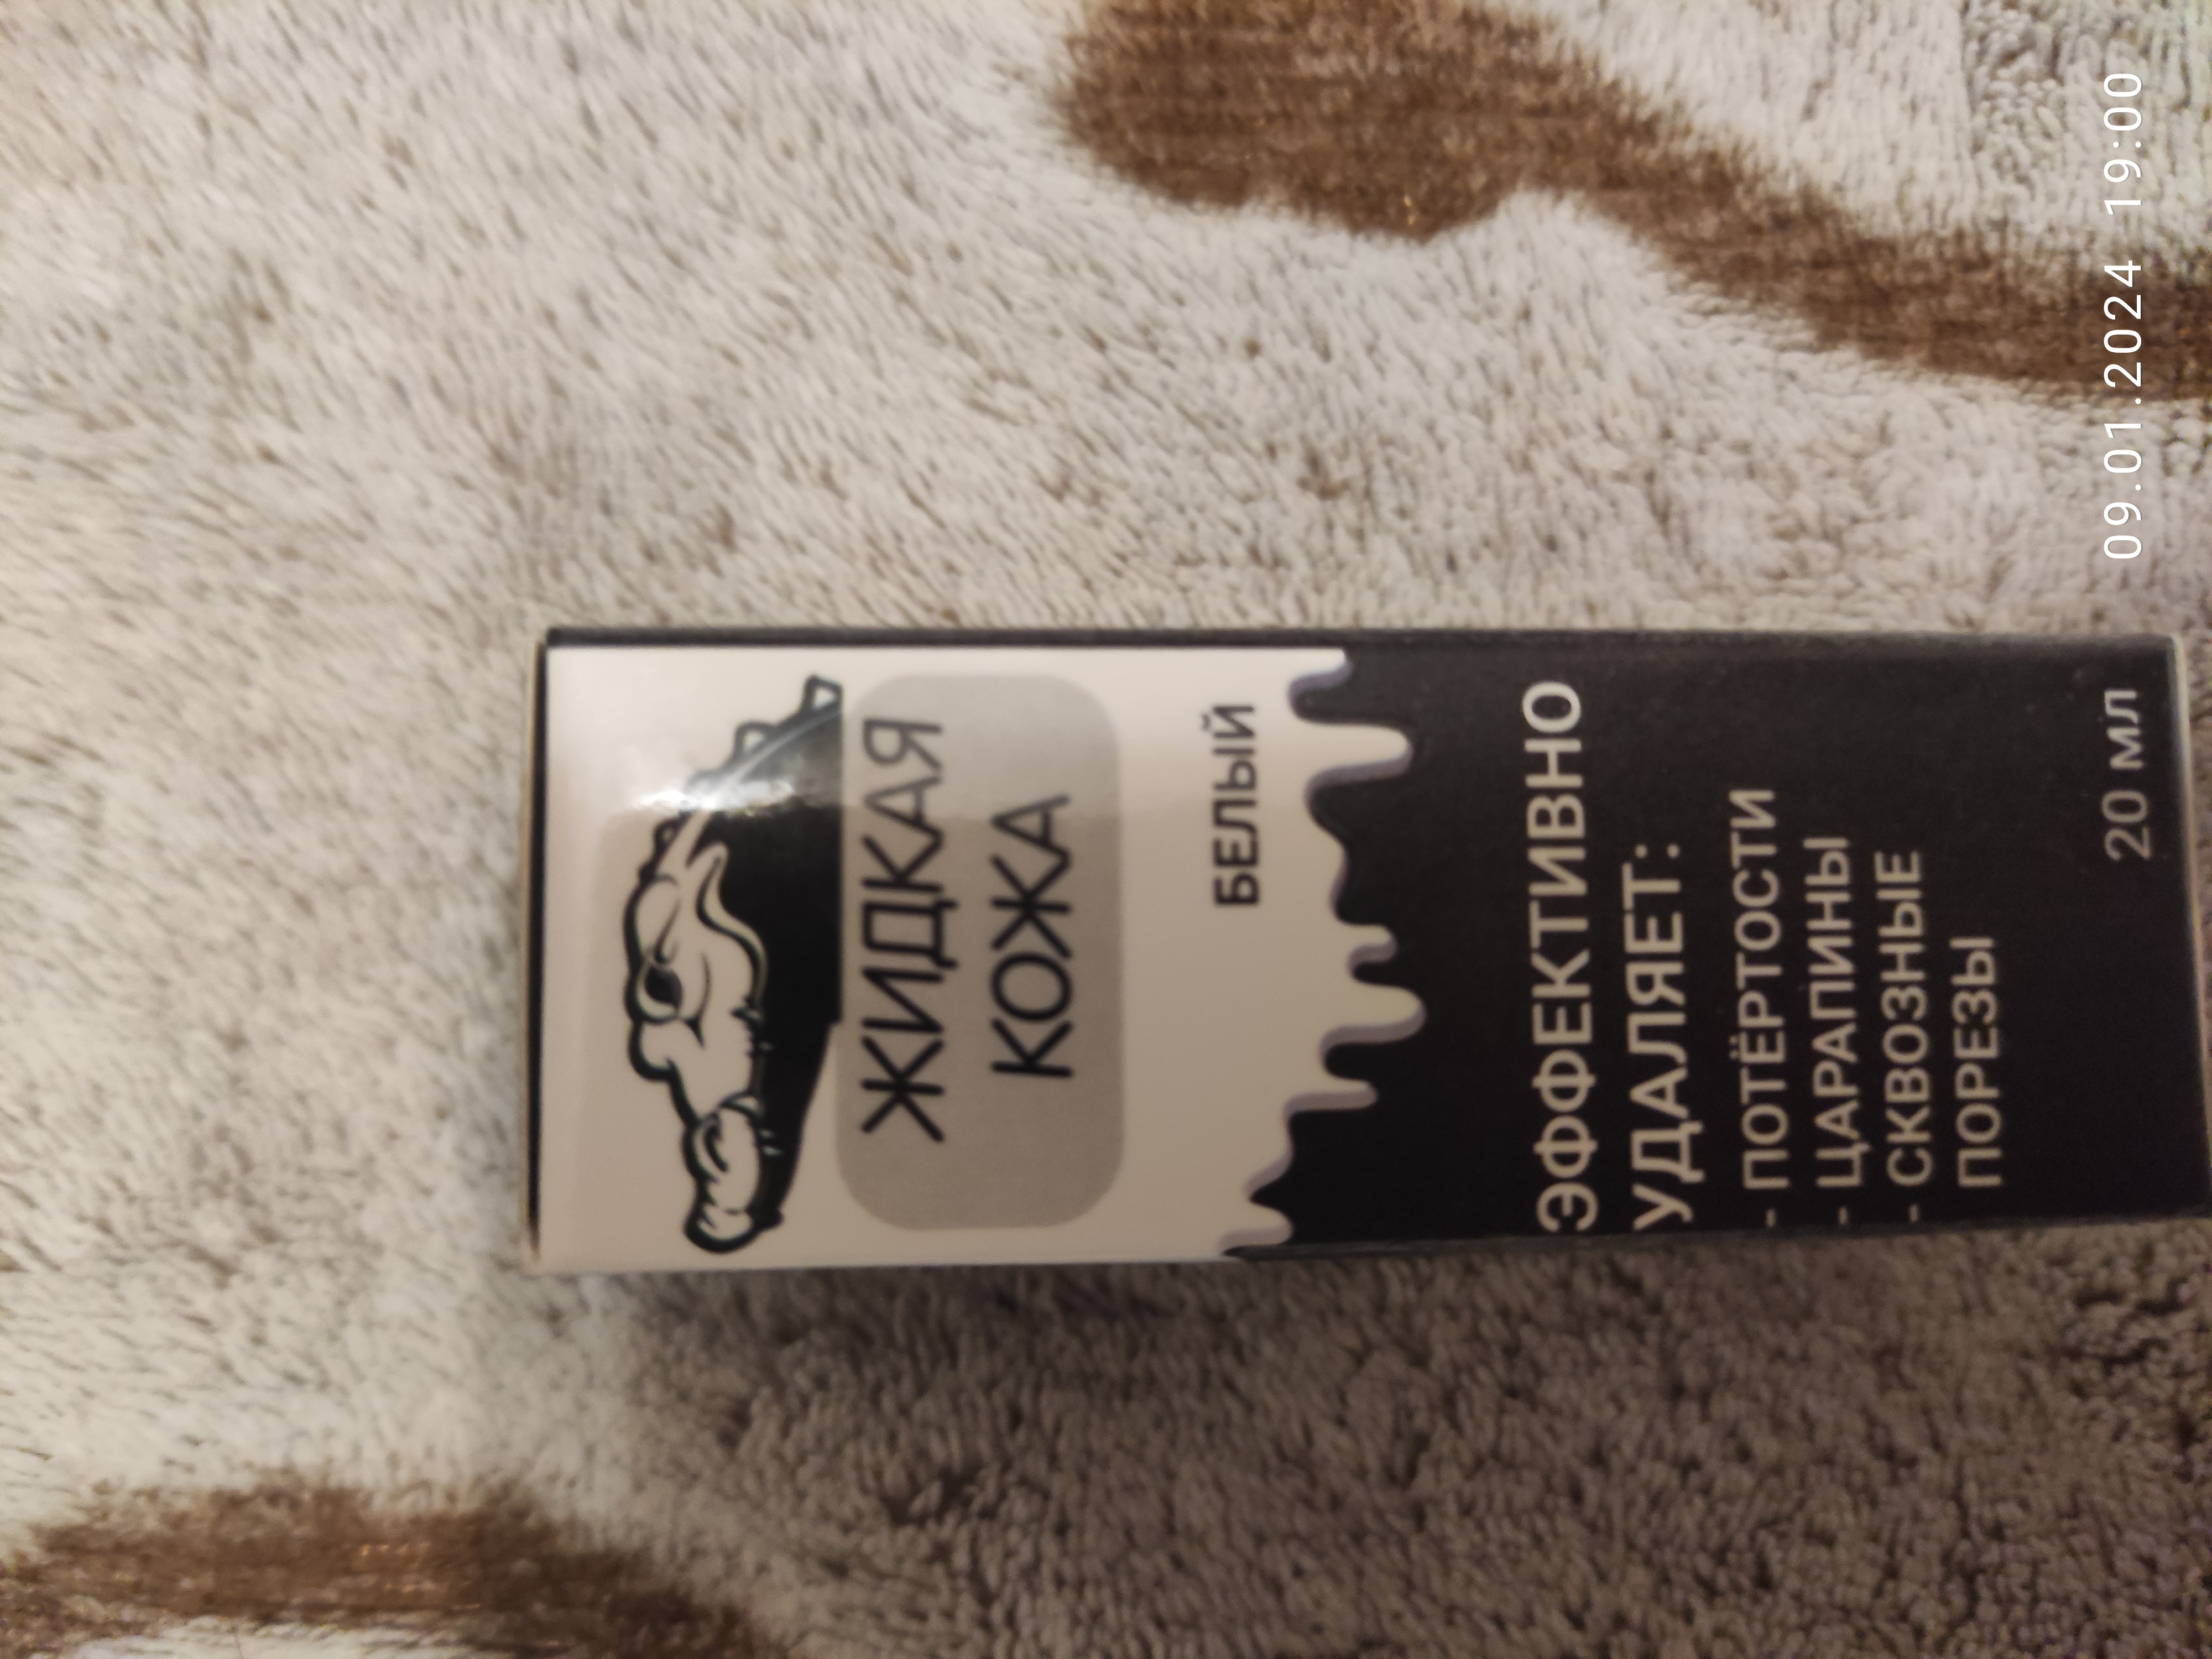 ЖИДКАЯ
КОЖА
БЕЛЫЙ
ЭФФЕКТИВНО
УДАЛЯЕТ:
- ПОТЁРТОСТИ
- ЦАРАПИНЫ
- СКВОЗНЫЕ
ПОРЕЗЫ
20 мл
09.01.2024 19:00